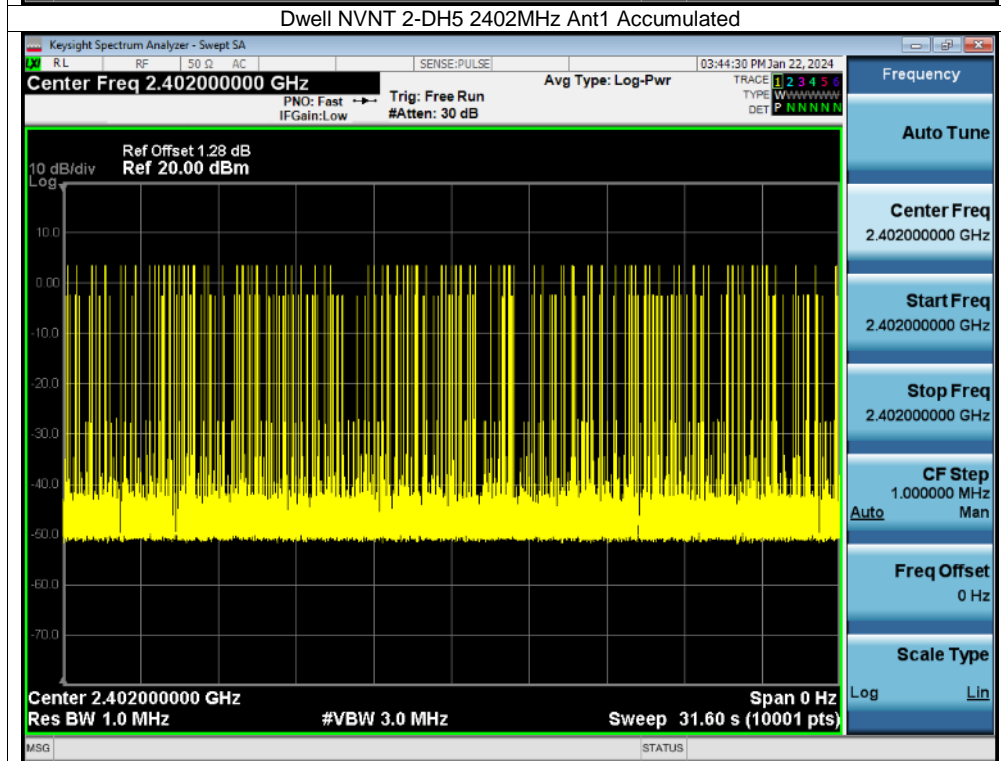 Dwell NVNT 2-DH5 2402MHz Ant1 Accumulated
Keysight Spectrum Analyzer - Swept SA
RL RF 50 Ω AC SENSE:PULSE 03:44:30 PM Jan 22, 2024
Center Freq 2.402000000 GHz
PNO: Fast
IFGain:Low
Trig: Free Run
#Atten: 30 dB
Avg Type: Log-Pwr
TRACE 1 2 3 4 5 6
TYPE WWWWWW
DET P N N N N N
Ref Offset 1.28 dB
10 dB/div Ref 20.00 dBm
Log
10.0
0.00
-10.0
-20.0
-30.0
-40.0
-50.0
-60.0
-70.0
Center 2.402000000 GHz Span 0 Hz
Res BW 1.0 MHz #VBW 3.0 MHz Sweep 31.60 s (10001 pts)
MSG STATUS
Frequency
Auto Tune
Center Freq
2.402000000 GHz
Start Freq
2.402000000 GHz
Stop Freq
2.402000000 GHz
CF Step
1.000000 MHz
Auto Man
Freq Offset
0 Hz
Scale Type
Log Lin